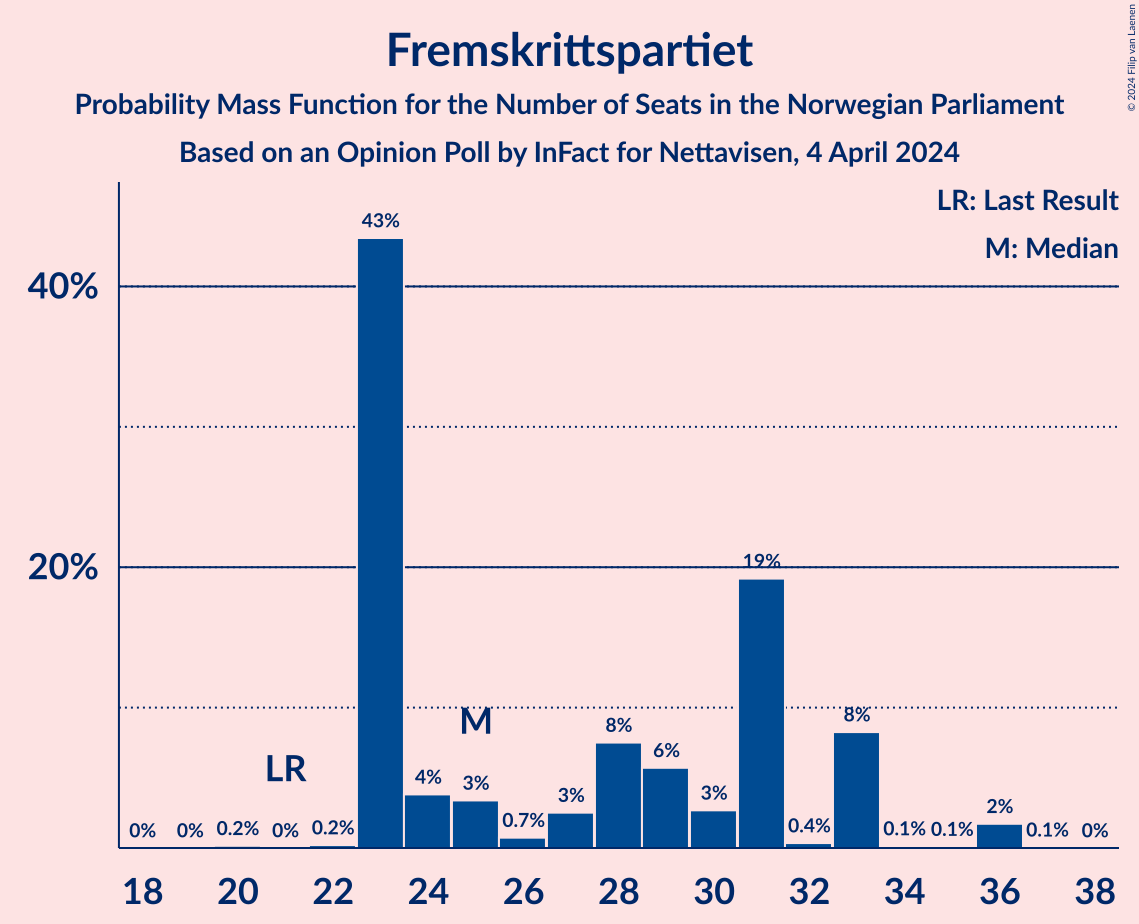 Fremskrittspartiet
Probability Mass Function for the Number of Seats in the Norwegian Parliament
Based on an Opinion Poll by InFact for Nettavisen, 4 April 2024
© 2024 Filip van Laenen
LR: Last Result
M: Median
43%
40%
19%
20%
M
8%
8%
6%
LR
4%
3%
0.7%
3%
3%
2%
0% 0% 0.2% 0% 0.2% 0.4% 0.1% 0.1% 0.1% 0%
18 20 22 24 26 28 30 32 34 36 38